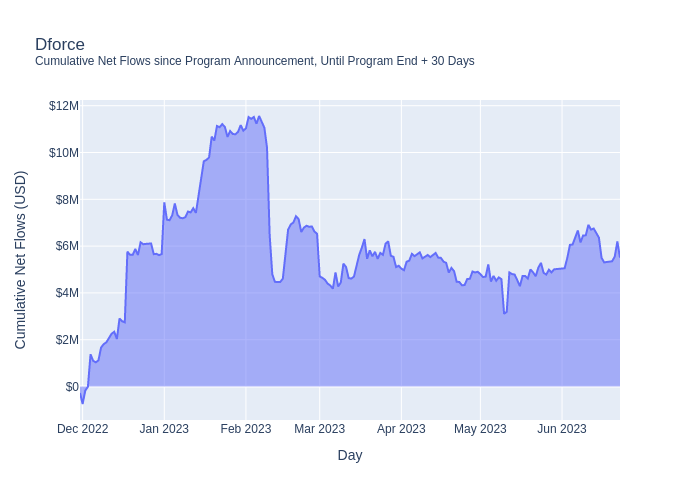 Dforce
Cumulative Net Flows since Program Announcement, Until Program End + 30 Days
$12M
$10M
$8M
$6M
$4M
$2M
$0
Cumulative Net Flows (USD)
Dec 2022 Jan 2023 Feb 2023 Mar 2023 Apr 2023 May 2023 Jun 2023
Day